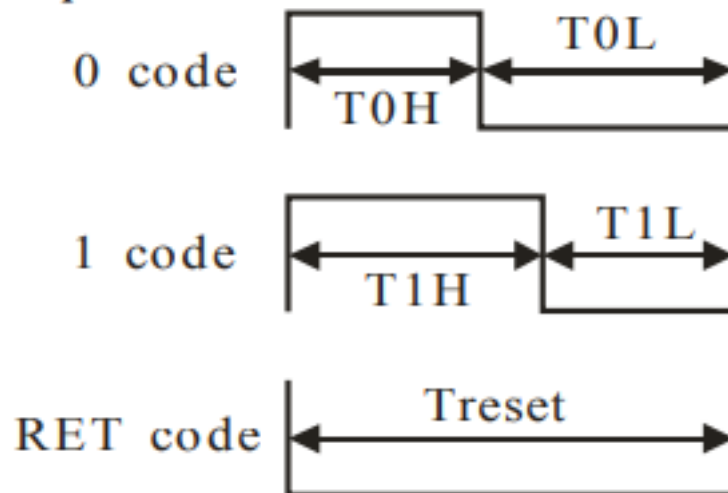 0 code
T0H
T0L
1 code
T1H
T1L
RET code
Treset